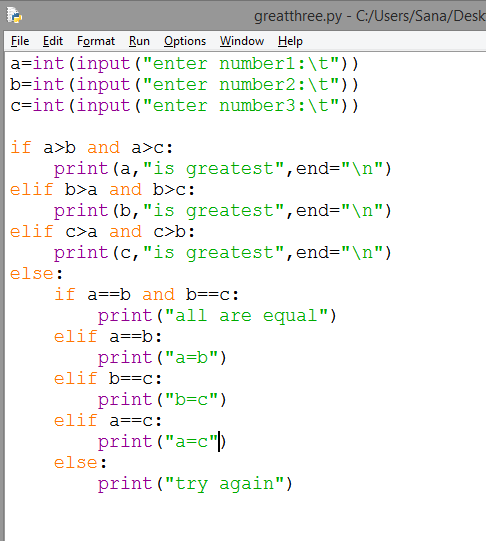 greatthree.py - C:/Users/Sana/Desk
File Edit Format Run Options Window Help
a=int(input("enter number1:\t"))
b=int(input("enter number2:\t"))
c=int(input("enter number3:\t"))
if a>b and a>c:
    print(a,"is greatest",end="\n")
elif b>a and b>c:
    print(b,"is greatest",end="\n")
elif c>a and c>b:
    print(c,"is greatest",end="\n")
else:
    if a==b and b==c:
        print("all are equal")
    elif a==b:
        print("a=b")
    elif b==c:
        print("b=c")
    elif a==c:
        print("a=c")
    else:
        print("try again")